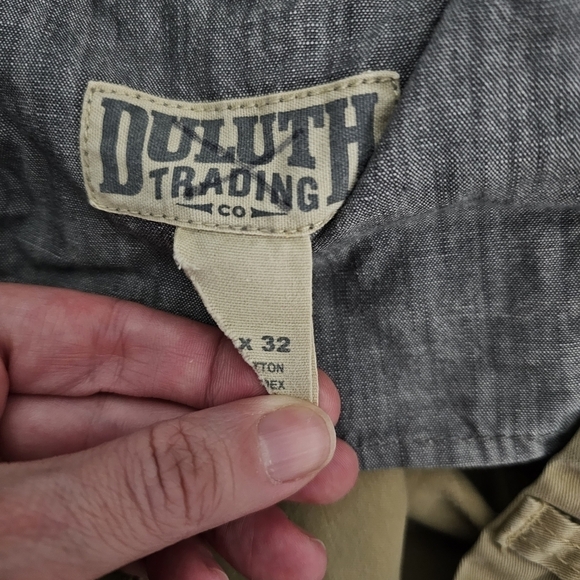 DULUTH
TRADING
CO
x 32